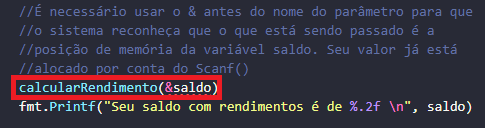 //É necessário usar o & antes do nome do parâmetro para que
//o sistema reconheça que o que está sendo passado é a
//posição de memória da variável saldo. Seu valor já está
//alocado por conta do Scanf()
calcularRendimento(&saldo)
fmt.Printf("Seu saldo com rendimentos é de %.2f \n", saldo)